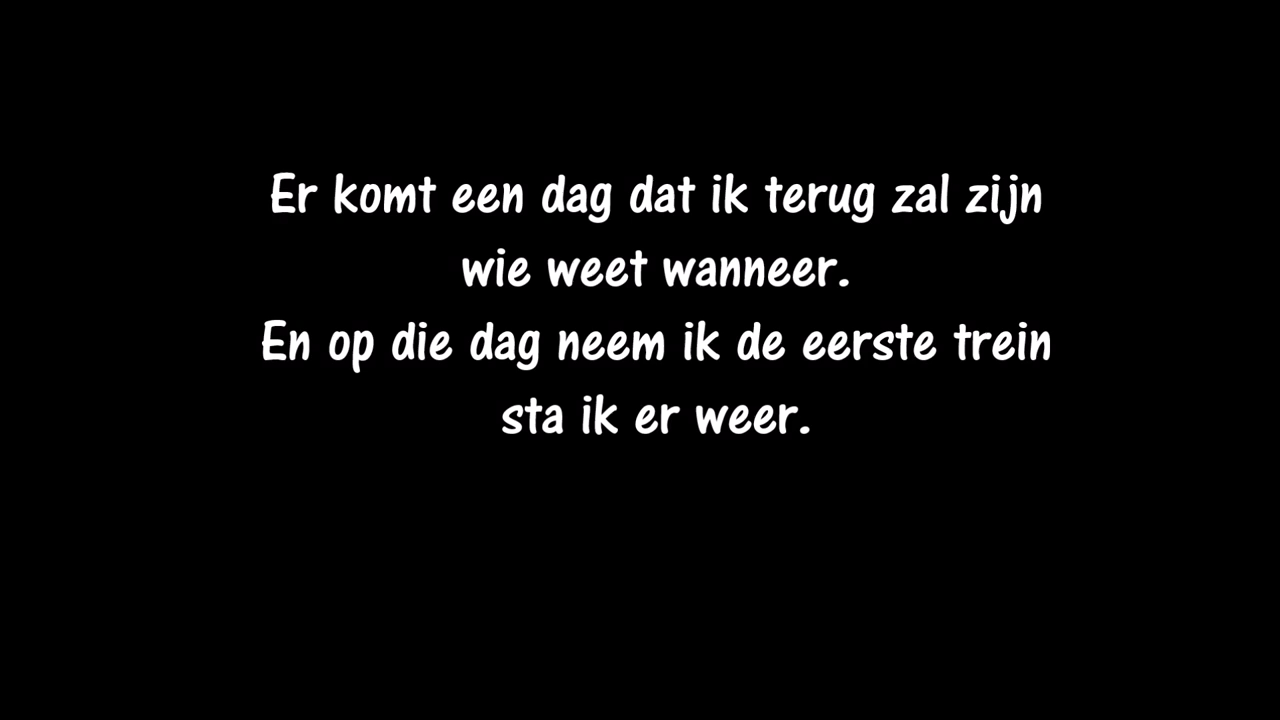 Er komt een dag dat ik terug zal zijn
wie weet wanneer.
En op die dag neem ik de eerste trein
sta ik er weer.